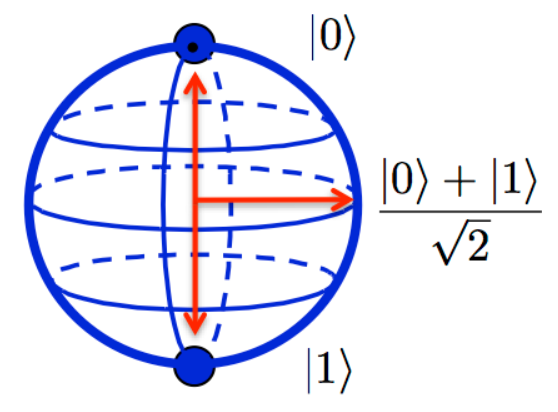 |0⟩
|0⟩ + |1⟩
√2
|1⟩